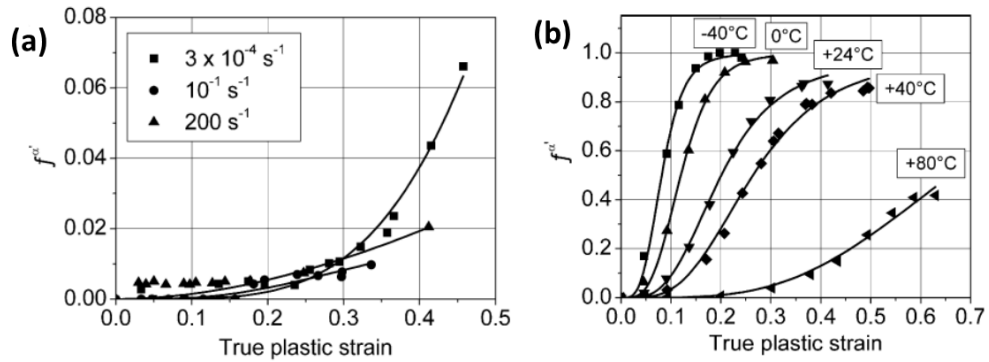 (a)
0.08
0.06
0.04
0.02
0.00
f^α'
3 x 10⁻⁴ s⁻¹
10⁻¹ s⁻¹
200 s⁻¹
0.0 0.1 0.2 0.3 0.4 0.5
True plastic strain
(b)
1.0
0.8
0.6
0.4
0.2
0.0
f^α'
-40°C
0°C
+24°C
+40°C
+80°C
0.0 0.1 0.2 0.3 0.4 0.5 0.6 0.7
True plastic strain